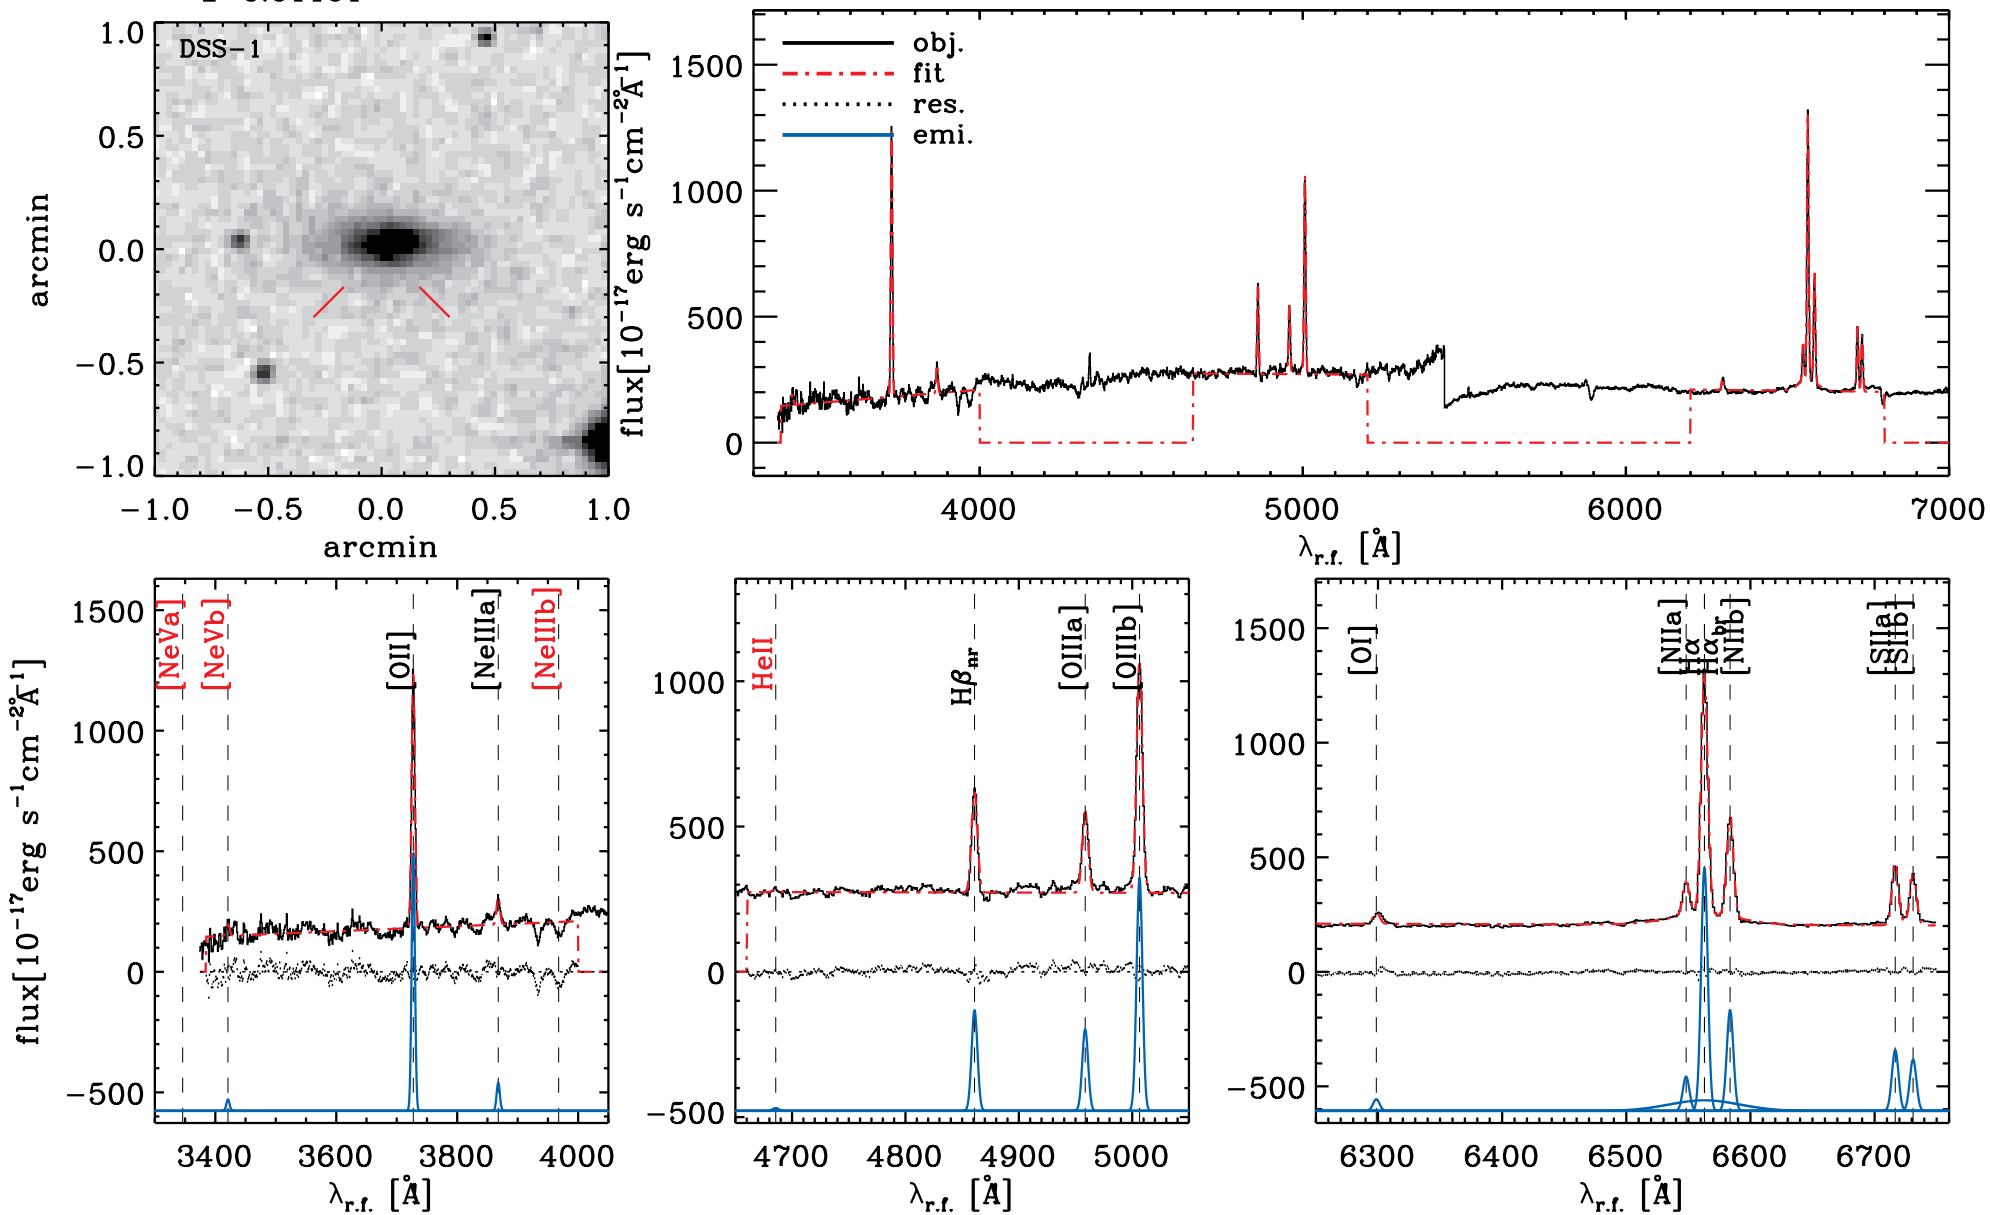 DSS-1
1.0
0.5
0.0
-0.5
-1.0
arcmin
-1.0 -0.5 0.0 0.5 1.0
arcmin
flux[10⁻¹⁷erg s⁻¹cm⁻²Å⁻¹]
1500
1000
500
0
obj.
fit
res.
emi.
4000 5000 6000 7000
λr.f. [Å]
flux[10⁻¹⁷erg s⁻¹cm⁻²Å⁻¹]
1500
1000
500
0
-500
[NeVa]
[NeVb]
[OII]
[NeIIIa]
[NeIIIb]
3400 3600 3800 4000
λr.f. [Å]
1000
500
0
-500
HeII
Hβnr
[OIIIa]
[OIIIb]
4700 4800 4900 5000
λr.f. [Å]
1500
1000
500
0
-500
[OI]
[NIIa]
Hα
Hαbr
[NIIb]
[SIIa]
[SIIb]
6300 6400 6500 6600 6700
λr.f. [Å]